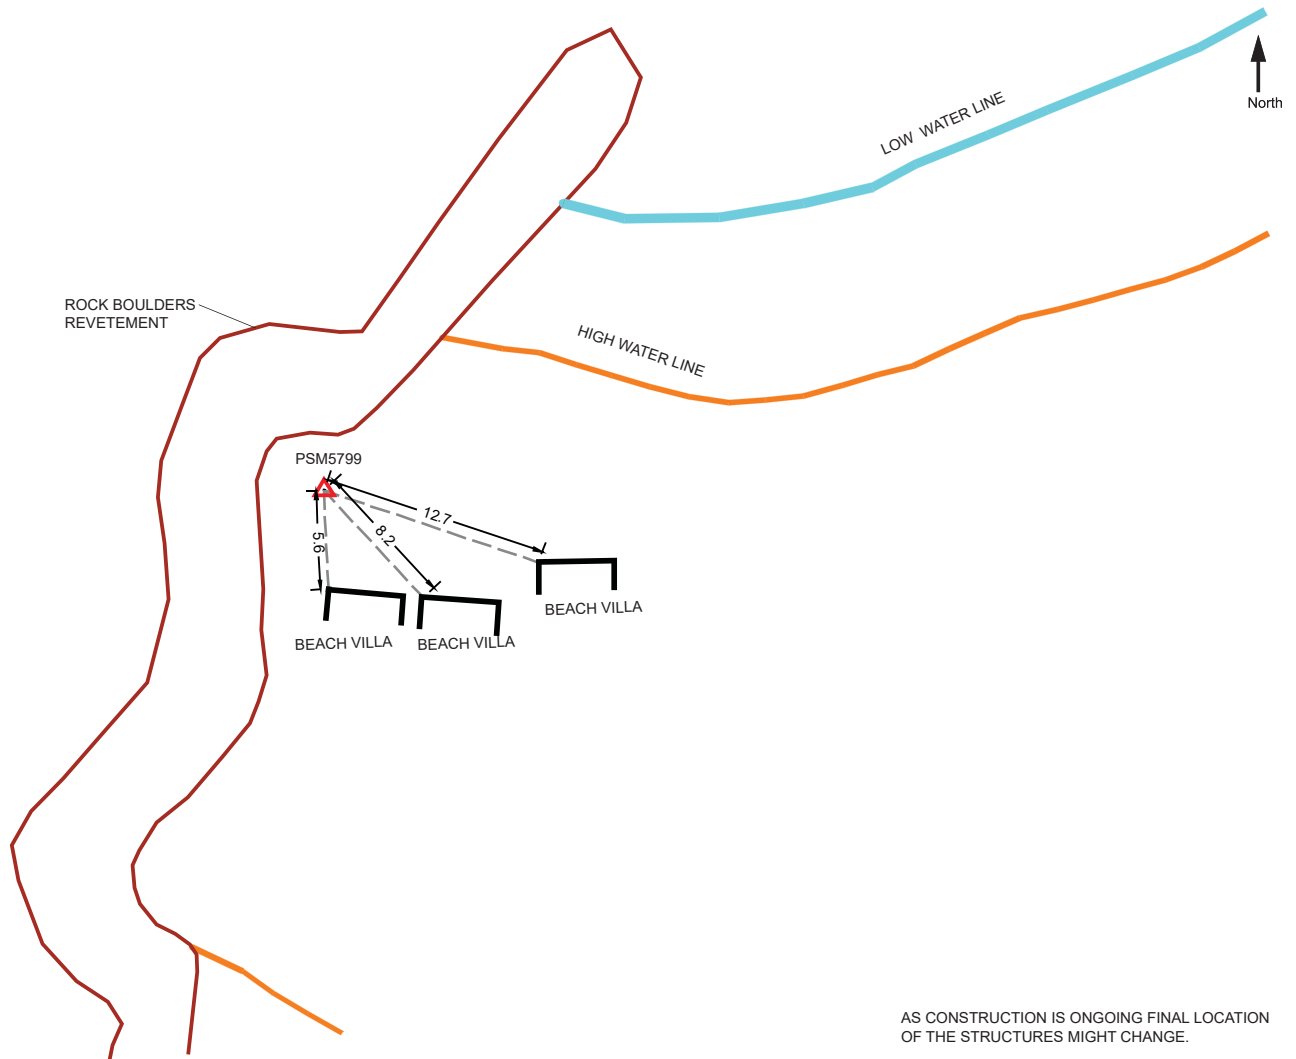 North
LOW WATER LINE
ROCK BOULDERS
REVETEMENT
HIGH WATER LINE
PSM5799
12.7
8.2
5.6
BEACH VILLA
BEACH VILLA
BEACH VILLA
AS CONSTRUCTION IS ONGOING FINAL LOCATION
OF THE STRUCTURES MIGHT CHANGE.